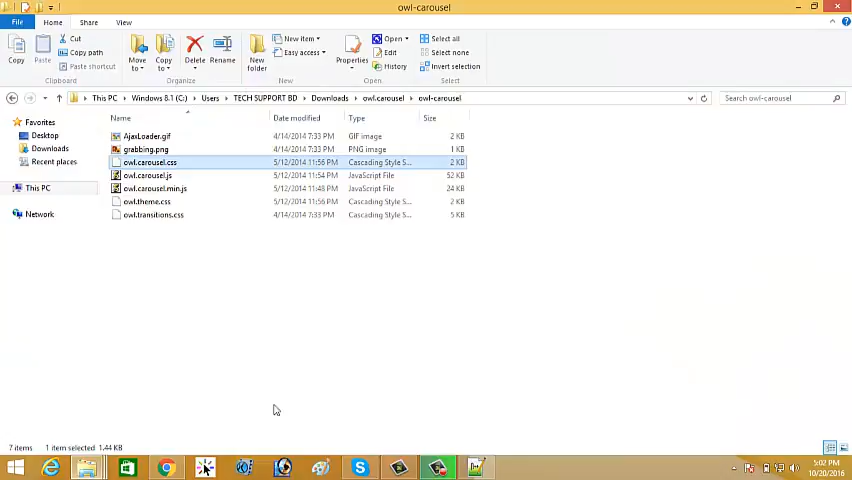 owl-carousel
File Home Share View
Copy Paste Cut Copy path Paste shortcut Move to Copy to Delete Rename New folder New item Easy access Properties Open Edit History Select all Select none Invert selection
Clipboard Organize New Open Select
This PC Windows 8.1 (C:) Users TECH SUPPORT BD Downloads owl.carousel owl-carousel Search owl-carousel
Name Date modified Type Size
Favorites
Desktop
Downloads
Recent places
This PC
Network
AjaxLoader.gif 4/14/2014 7:33 PM GIF image 2 KB
grabbing.png 4/14/2014 7:33 PM PNG image 1 KB
owl.carousel.css 5/12/2014 11:56 PM Cascading Style S... 2 KB
owl.carousel.js 5/12/2014 11:54 PM JavaScript File 52 KB
owl.carousel.min.js 5/12/2014 11:48 PM JavaScript File 24 KB
owl.theme.css 5/12/2014 11:56 PM Cascading Style S... 2 KB
owl.transitions.css 4/14/2014 7:33 PM Cascading Style S... 5 KB
7 items 1 item selected 1.44 KB
5:02 PM
10/20/2016